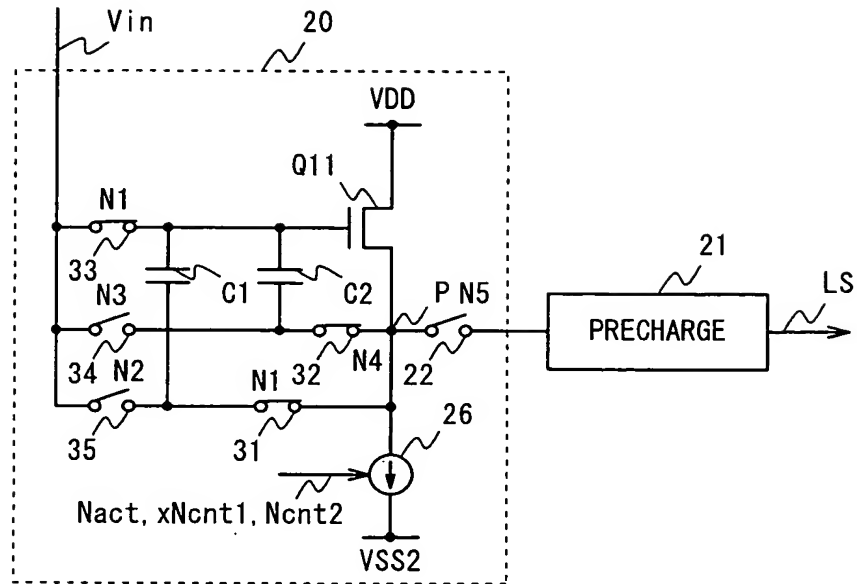 Vin
20
VDD
Q11
N1
33
C1
C2
21
P N5
LS
N3
PRECHARGE
34
32
N4
22
N2
N1
35
31
26
Nact, xNcnt1, Ncnt2
VSS2